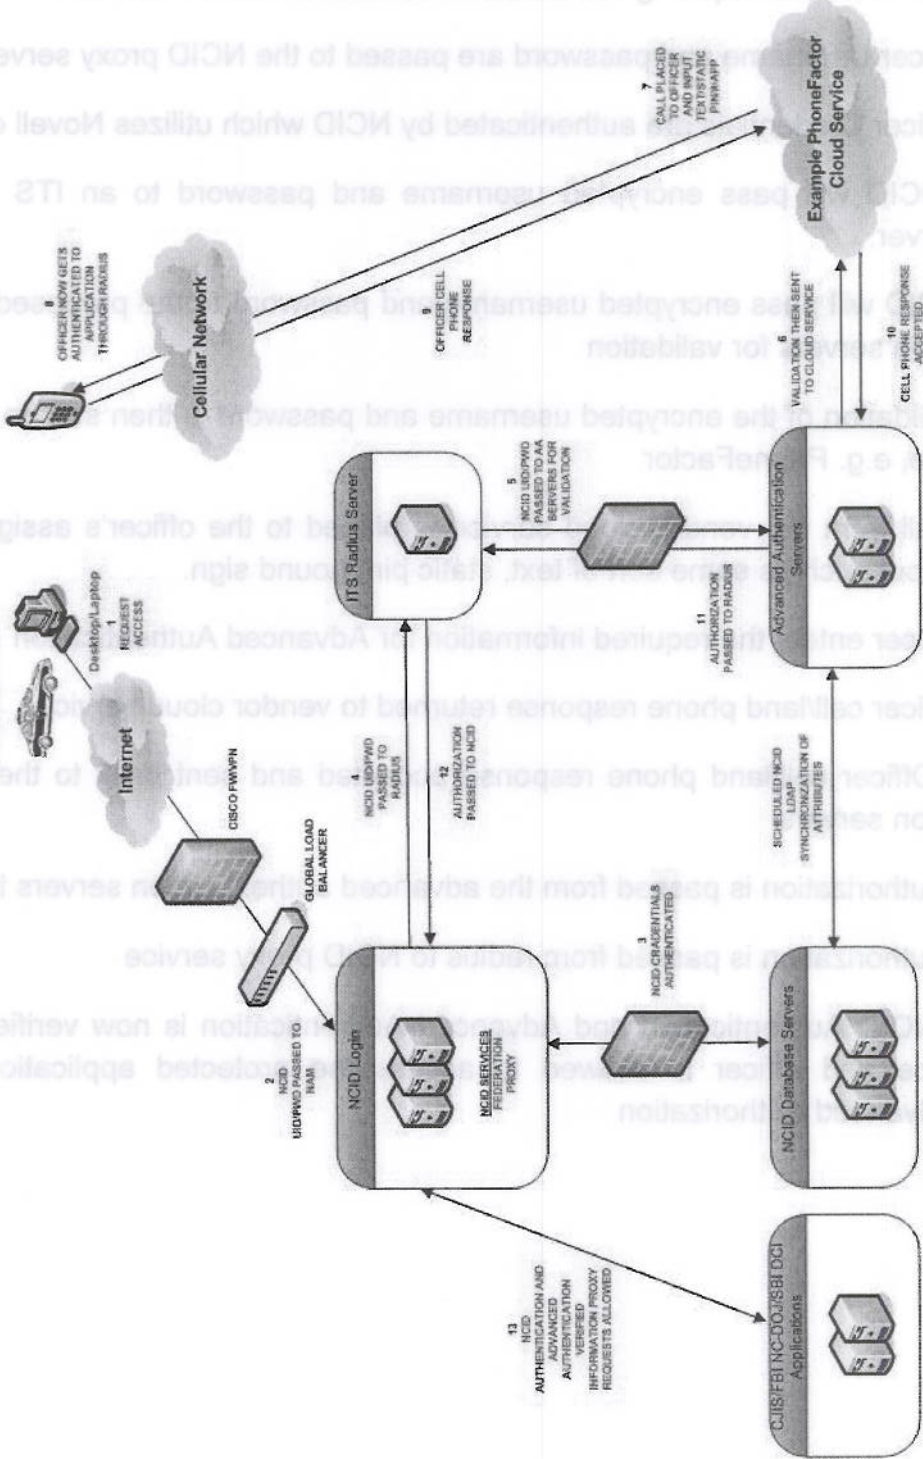 Desktop/Laptop
1
REQUEST
ACCESS
Internet
CISCO FW/VPN
GLOBAL LOAD
BALANCER
2
NCID
UID/PWD PASSED TO
NAM
NCID Login
NCID SERVICES
FEDERATION
PROXY
3
NCID CRADENTIALS
AUTHENTICATED
NCID Database Servers
4
NCID UID/PWD
PASSED TO
RADIUS
12
AUTHORIZATION
PASSED TO NCID
ITS Radius Server
5
NCID UID/PWD
PASSED TO AA
SERVERS FOR
VALIDATION
11
AUTHORIZATION
PASSED TO RADIUS
Advanced Authentication
Servers
SCHEDULED NCID
LDAP
SYNCHRONIZATION OF
ATTRIBUTES
6
VALIDATION THEN SENT
TO CLOUD SERVICE
10
CELL PHONE RESPONSE
ACCEPTED
Example PhoneFactor
Cloud Service
7
CALL PLACED
TO OFFICER
AND INPUT
TEXT/STATIC
PIN/#/APP
8
OFFICER NOW GETS
AUTHENTICATED TO
APPLICATION
THROUGH RADIUS
Cellular Network
9
OFFICER CELL
PHONE
RESPONSE
13
NCID
AUTHENTICATION AND
ADVANCED
AUTHENTICATION
VERIFIED
INFORMATION PROXY
REQUESTS ALLOWED
CJIS/FBI NC-DOJ/SBI DCI
Applications